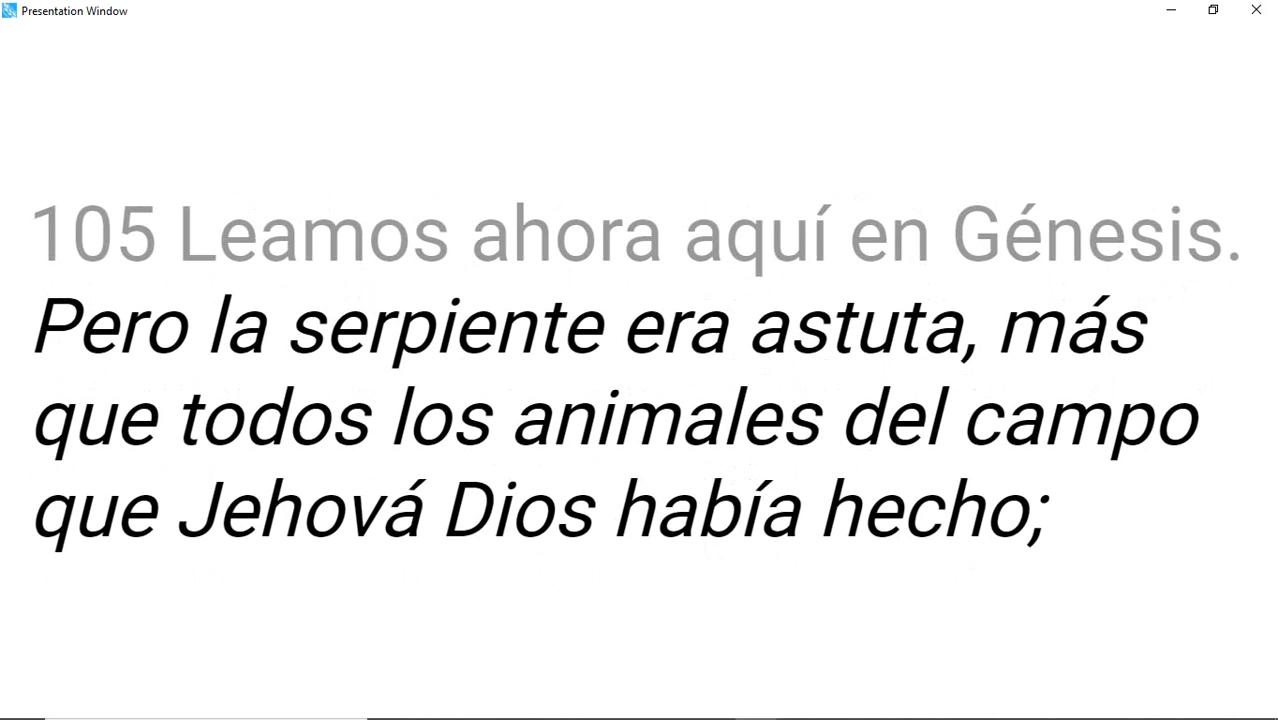 Presentation Window
105 Leamos ahora aquí en Génesis.
Pero la serpiente era astuta, más
que todos los animales del campo
que Jehová Dios había hecho;